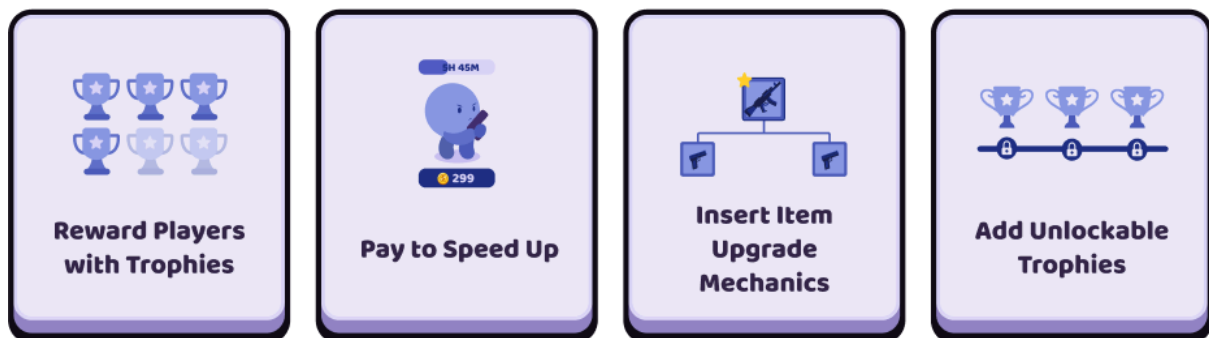 5H 45M
299
Reward Players
with Trophies
Pay to Speed Up
Insert Item
Upgrade
Mechanics
Add Unlockable
Trophies